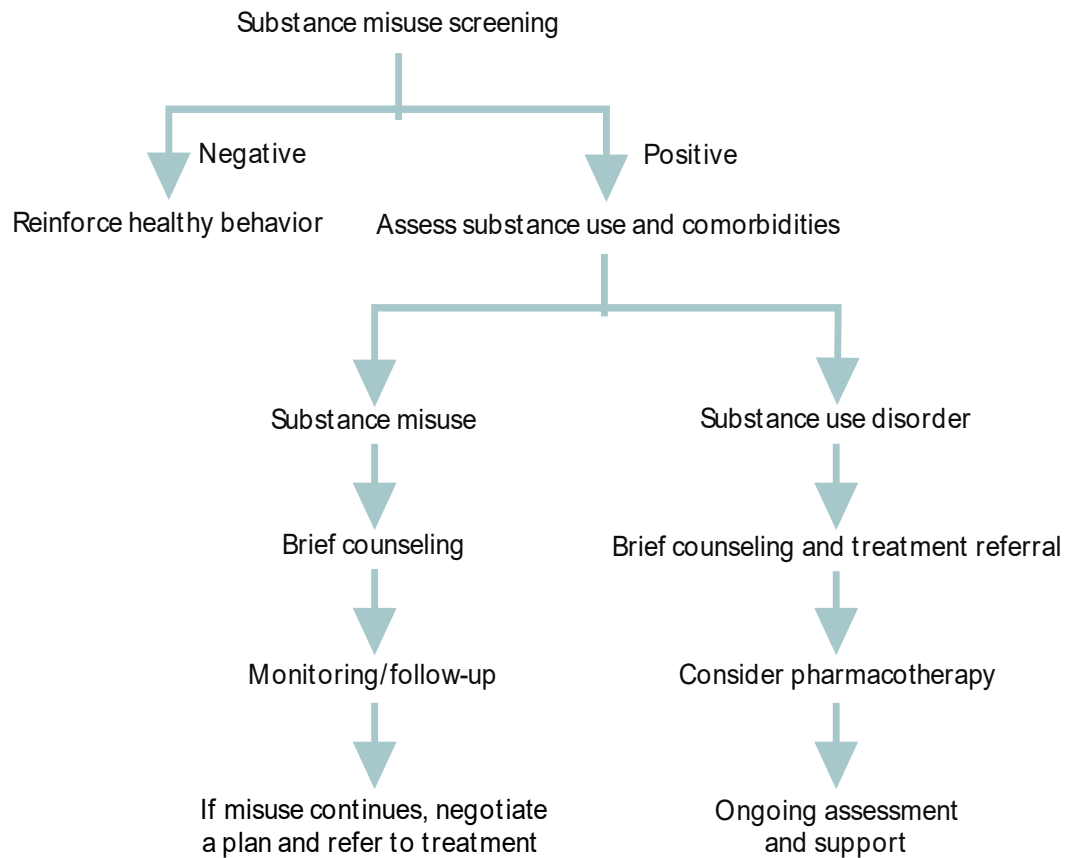 Substance misuse screening
Negative
Positive
Reinforce healthy behavior
Assess substance use and comorbidities
Substance misuse
Substance use disorder
Brief counseling
Brief counseling and treatment referral
Monitoring/follow-up
Consider pharmacotherapy
If misuse continues, negotiate
a plan and refer to treatment
Ongoing assessment
and support